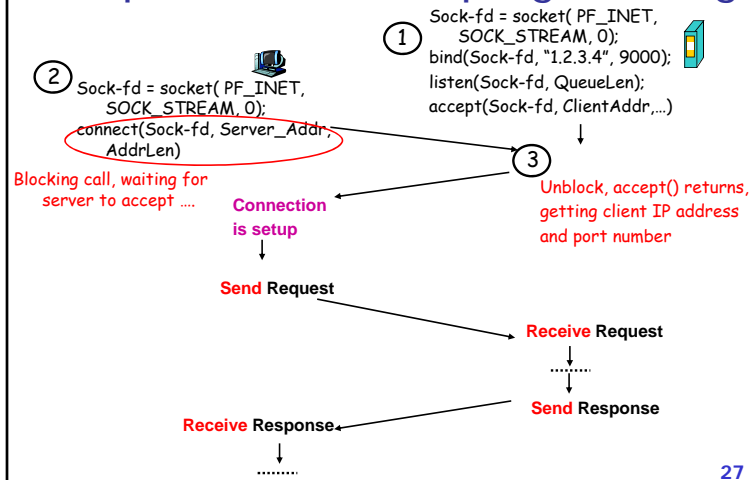 1
Sock-fd = socket( PF_INET,
SOCK_STREAM, 0);
bind(Sock-fd, “1.2.3.4”, 9000);
listen(Sock-fd, QueueLen);
accept(Sock-fd, ClientAddr,…)
2
Sock-fd = socket( PF_INET,
SOCK_STREAM, 0);
connect(Sock-fd, Server_Addr,
AddrLen)
Blocking call, waiting for
server to accept ….
3
Unblock, accept() returns,
getting client IP address
and port number
Connection
is setup
Send Request
Receive Request
Send Response
Receive Response
27